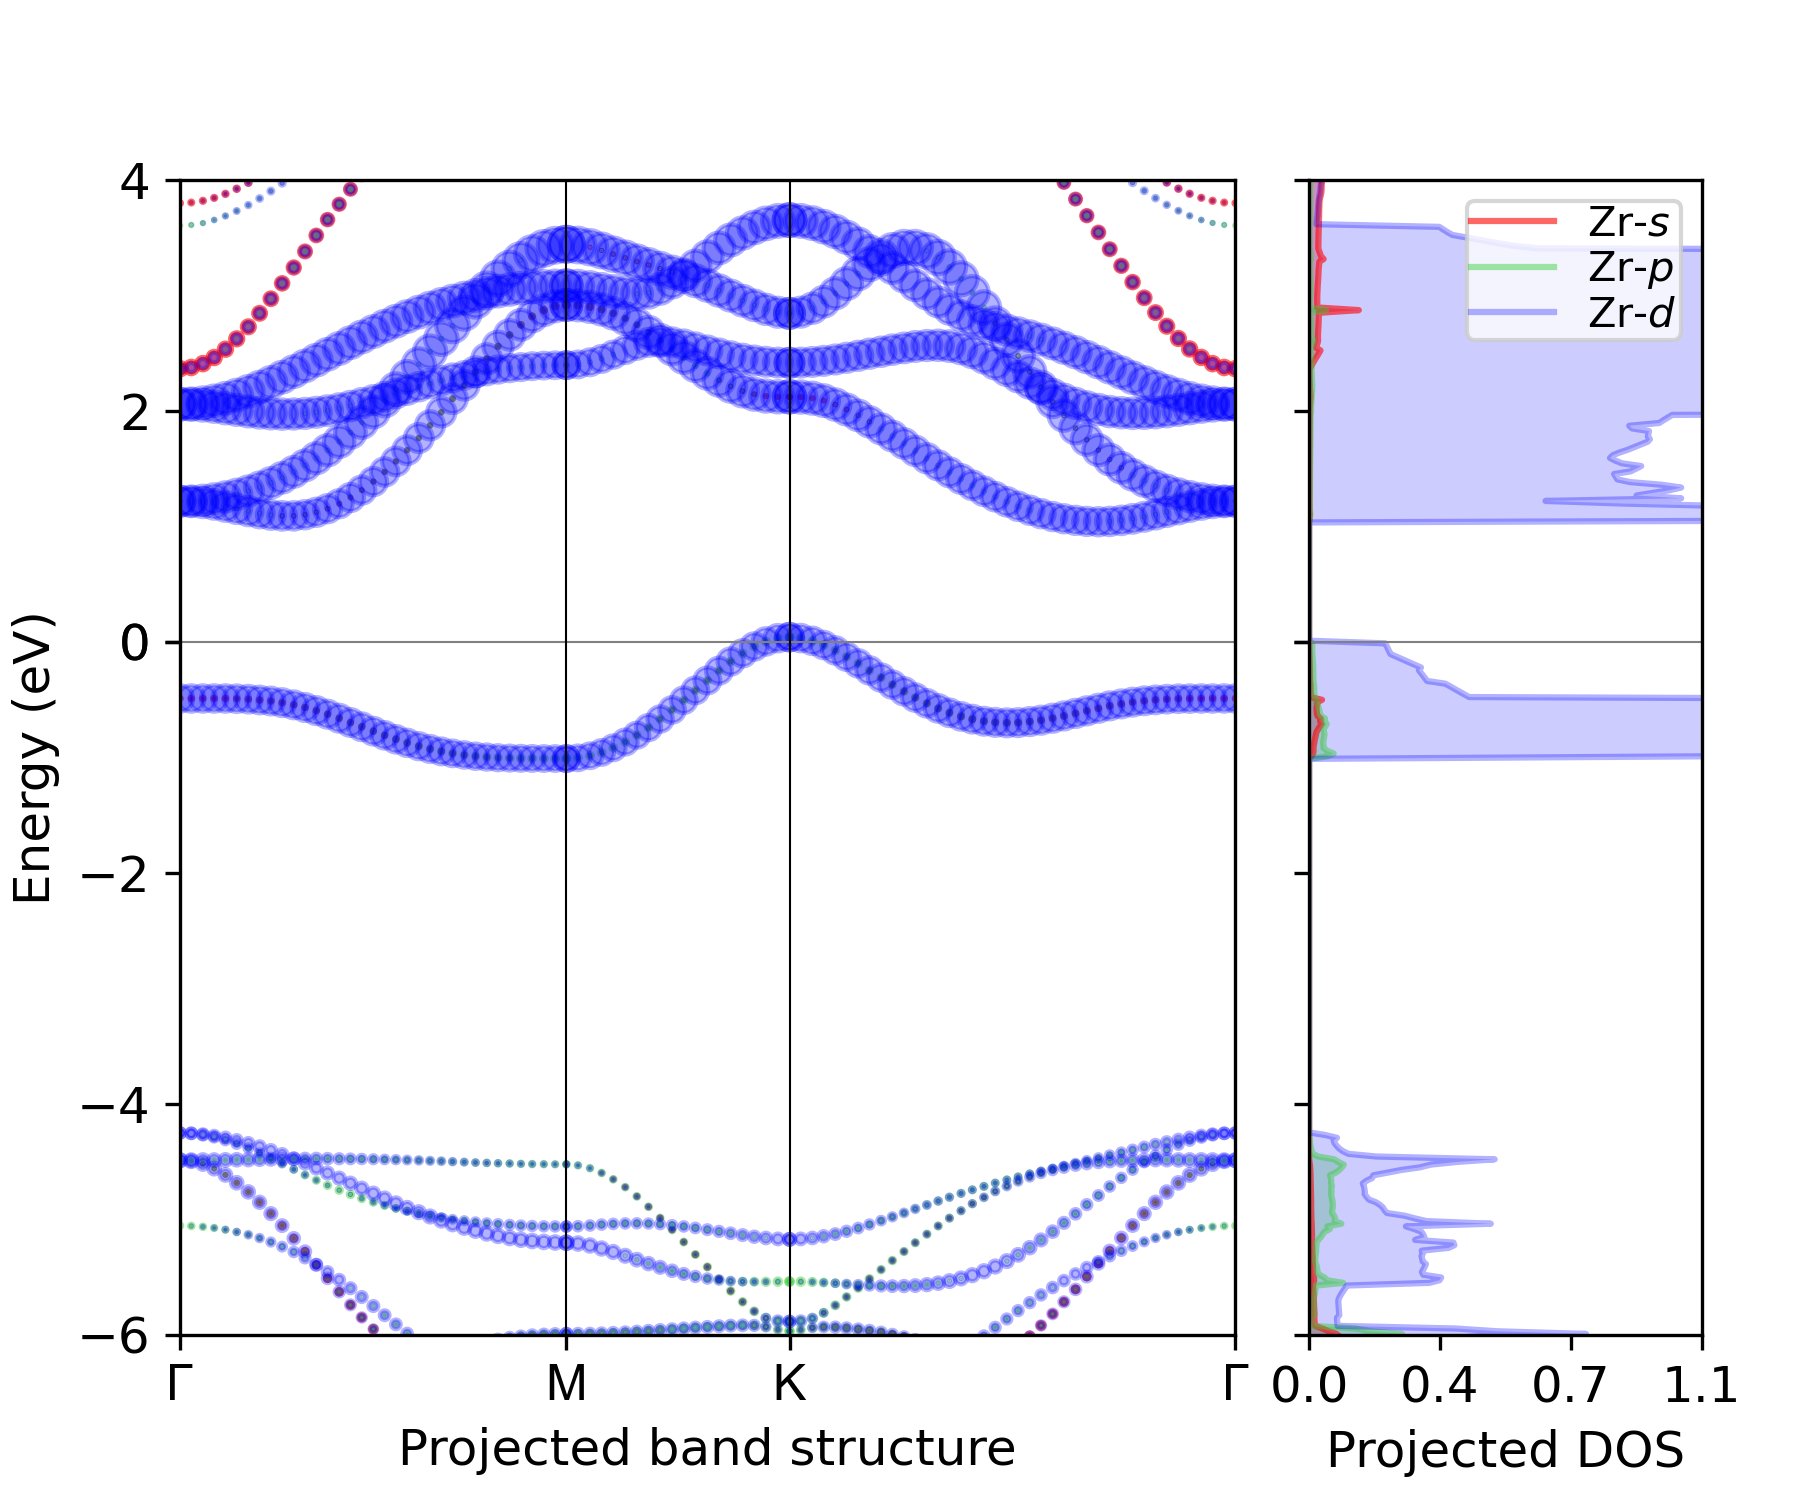 4
2
0
−2
−4
−6
Energy (eV)
Γ M K Γ
Projected band structure
Zr-s
Zr-p
Zr-d
0.0 0.4 0.7 1.1
Projected DOS